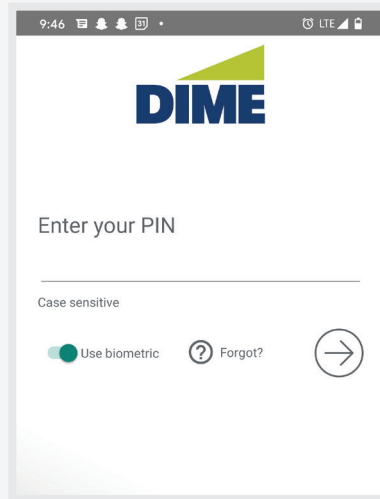 9:46 31 LTE
DIME
Enter your PIN
Case sensitive
Use biometric ? Forgot?